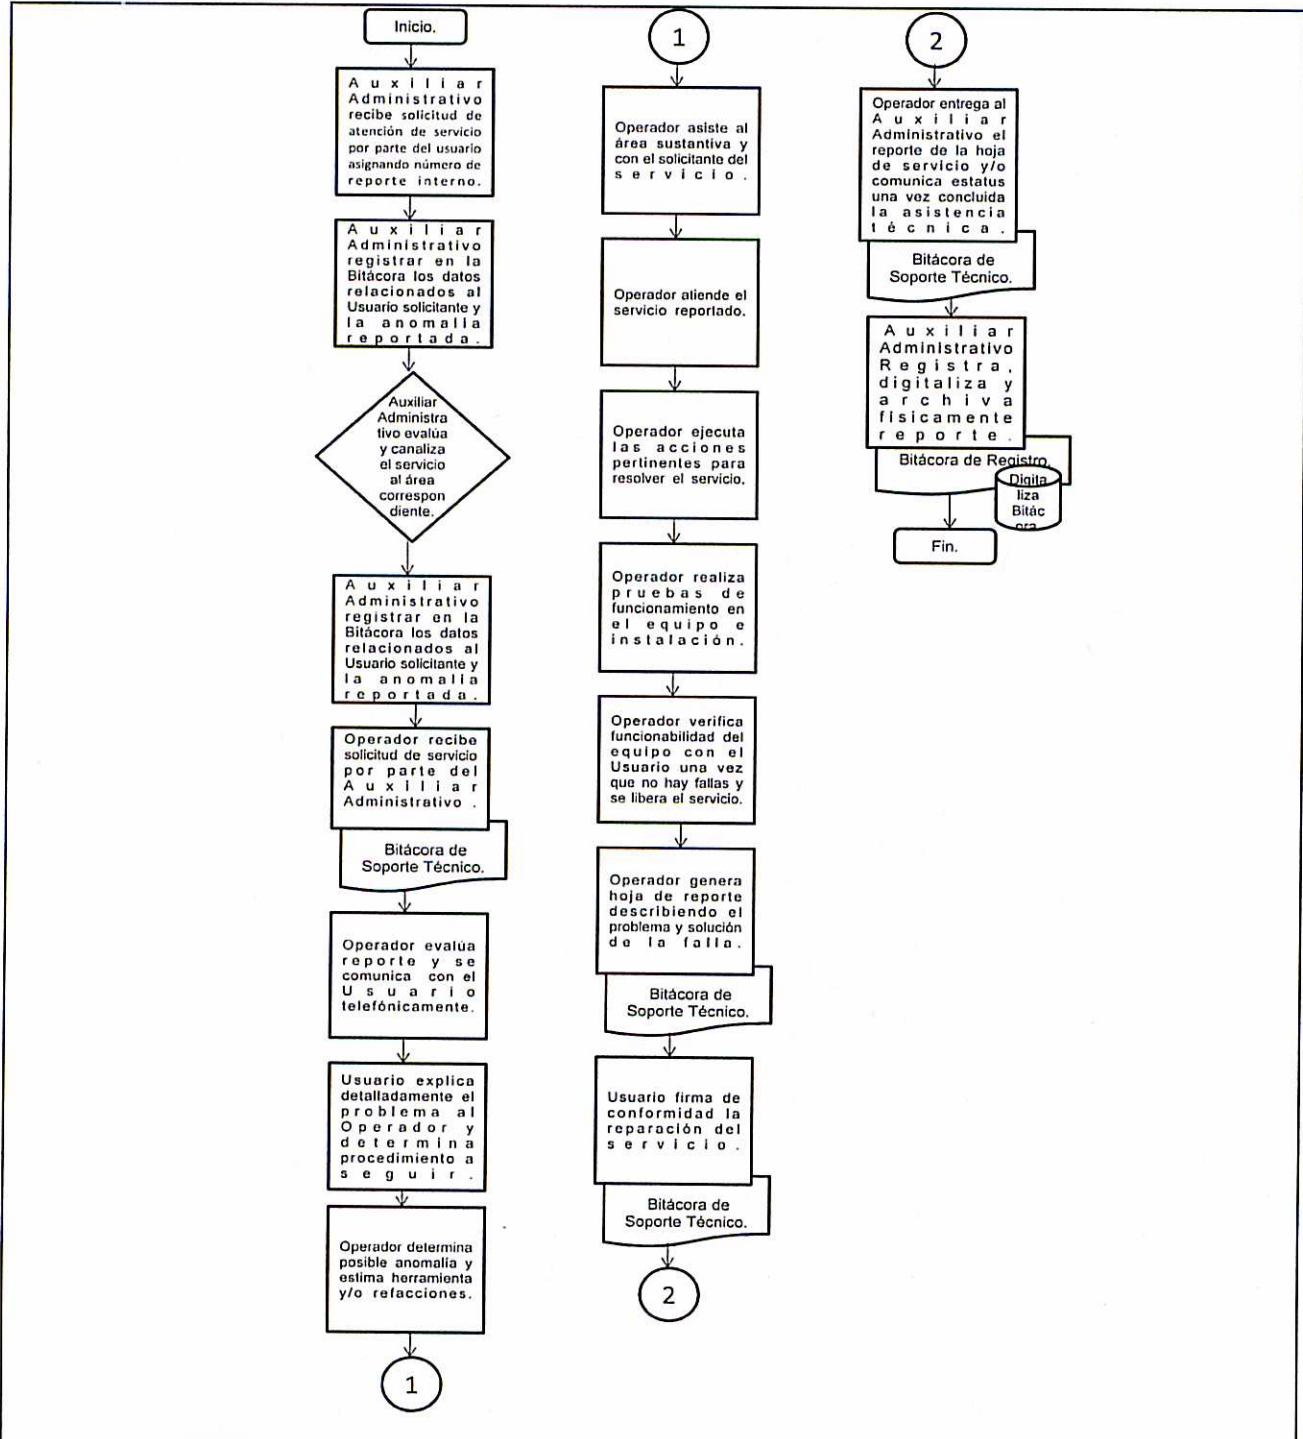 Inicio.
Auxiliar
Administrativo
recibe solicitud de
atención de servicio
por parte del usuario
asignando número de
reporte interno.
Auxiliar
Administrativo
registrar en la
Bitácora los datos
relacionados al
Usuario solicitante y
la anomalia
reportada.
Auxiliar
Administra
tivo evalúa
y canaliza
el servicio
al área
correspon
diente.
Auxiliar
Administrativo
registrar en la
Bitácora los datos
relacionados al
Usuario solicitante y
la anomalia
reportada.
Operador recibe
solicitud de servicio
por parte del
Auxiliar
Administrativo .
Bitácora de
Soporte Técnico.
Operador evalúa
reporte y se
comunica con el
Usuario
telefónicamente.
Usuario explica
detalladamente el
problema al
Operador y
determina
procedimiento a
seguir.
Operador determina
posible anomalia y
estima herramienta
y/o refacciones.
1
1
Operador asiste al
área sustantiva y
con el solicitante del
servicio.
Operador atiende el
servicio reportado.
Operador ejecuta
las acciones
pertinentes para
resolver el servicio.
Operador realiza
pruebas de
funcionamiento en
el equipo e
instalación.
Operador verifica
funcionabilidad del
equipo con el
Usuario una vez
que no hay fallas y
se libera el servicio.
Operador genera
hoja de reporte
describiendo el
problema y solución
de la falla.
Bitácora de
Soporte Técnico.
Usuario firma de
conformidad la
reparación del
servicio.
Bitácora de
Soporte Técnico.
2
2
Operador entrega al
Auxiliar
Administrativo el
reporte de la hoja
de servicio y/o
comunica estatus
una vez concluida
la asistencia
técnica.
Bitácora de
Soporte Técnico.
Auxiliar
Administrativo
Registra,
digitaliza y
archiva
fisicamente
reporte.
Bitácora de Registro.
Digita
liza
Bitác
ora
Fin.